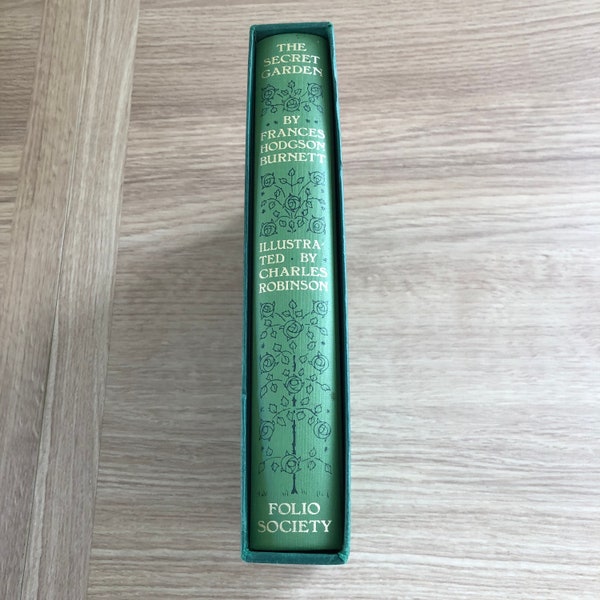 THE
SECRET
GARDEN
BY
FRANCES
HODGSON
BURNETT
ILLUSTRA
TED · BY
CHARLES
ROBINSON
FOLIO
SOCIETY